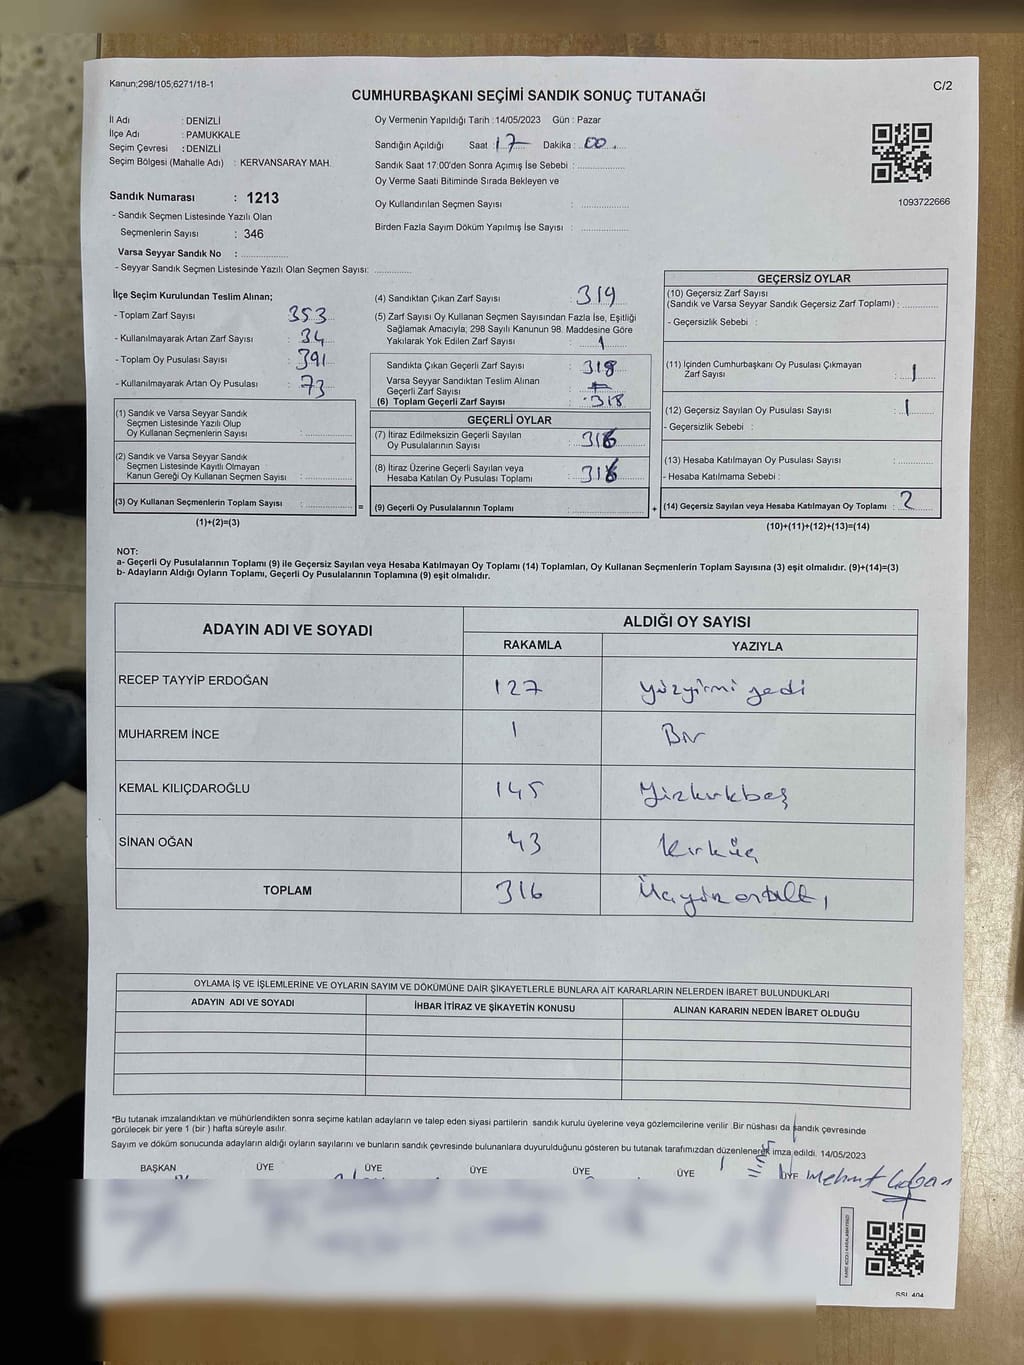 Kanun;298/105;6271/18-1
C/2
CUMHURBAŞKANI SEÇİMİ SANDIK SONUÇ TUTANAĞI
İl Adı : DENİZLİ
İlçe Adı : PAMUKKALE
Seçim Çevresi : DENİZLİ
Seçim Bölgesi (Mahalle Adı) : KERVANSARAY MAH.
Sandık Numarası : 1213
- Sandık Seçmen Listesinde Yazılı Olan
Seçmenlerin Sayısı : 346
Varsa Seyyar Sandık No : ................
- Seyyar Sandık Seçmen Listesinde Yazılı Olan Seçmen Sayısı: ............
Oy Vermenin Yapıldığı Tarih : 14/05/2023 Gün : Pazar
Sandığın Açıldığı Saat : 17 Dakika : 00
Sandık Saat 17:00'den Sonra Açımış İse Sebebi : ................
Oy Verme Saati Bitiminde Sırada Bekleyen ve
Oy Kullandırılan Seçmen Sayısı : ................
Birden Fazla Sayım Döküm Yapılmış İse Sayısı : ................
1093722666
İlçe Seçim Kurulundan Teslim Alınan;
- Toplam Zarf Sayısı : 353
- Kullanılmayarak Artan Zarf Sayısı : 34
- Toplam Oy Pusulası Sayısı : 391
- Kullanılmayarak Artan Oy Pusulası : 73
(1) Sandık ve Varsa Seyyar Sandık
Seçmen Listesinde Yazılı Olup
Oy Kullanan Seçmenlerin Sayısı : ................
(2) Sandık ve Varsa Seyyar Sandık
Seçmen Listesinde Kayıtlı Olmayan
Kanun Gereği Oy Kullanan Seçmen Sayısı : ................
(3) Oy Kullanan Seçmenlerin Toplam Sayısı : ................ =
(1)+(2)=(3)
(4) Sandıktan Çıkan Zarf Sayısı : 319
(5) Zarf Sayısı Oy Kullanan Seçmen Sayısından Fazla İse, Eşitliği
Sağlamak Amacıyla; 298 Sayılı Kanunun 98. Maddesine Göre
Yakılarak Yok Edilen Zarf Sayısı : 1
Sandıkta Çıkan Geçerli Zarf Sayısı : 318
Varsa Seyyar Sandıktan Teslim Alınan
Geçerli Zarf Sayısı :
(6) Toplam Geçerli Zarf Sayısı : 318
GEÇERLİ OYLAR
(7) İtiraz Edilmeksizin Geçerli Sayılan
Oy Pusulalarının Sayısı : 316
(8) İtiraz Üzerine Geçerli Sayılan veya
Hesaba Katılan Oy Pusulası Toplamı : 316
(9) Geçerli Oy Pusulalarının Toplamı : ................ +
GEÇERSİZ OYLAR
(10) Geçersiz Zarf Sayısı
(Sandık ve Varsa Seyyar Sandık Geçersiz Zarf Toplamı) : ............
- Geçersizlik Sebebi :
(11) İçinden Cumhurbaşkanı Oy Pusulası Çıkmayan
Zarf Sayısı : 1
(12) Geçersiz Sayılan Oy Pusulası Sayısı : 1
- Geçersizlik Sebebi :
(13) Hesaba Katılmayan Oy Pusulası Sayısı : ............
- Hesaba Katılmama Sebebi :
(14) Geçersiz Sayılan veya Hesaba Katılmayan Oy Toplamı : 2
(10)+(11)+(12)+(13)=(14)
NOT:
a- Geçerli Oy Pusulalarının Toplamı (9) ile Geçersiz Sayılan veya Hesaba Katılmayan Oy Toplamı (14) Toplamları, Oy Kullanan Seçmenlerin Toplam Sayısına (3) eşit olmalıdır. (9)+(14)=(3)
b- Adayların Aldığı Oyların Toplamı, Geçerli Oy Pusulalarının Toplamına (9) eşit olmalıdır.
ADAYIN ADI VE SOYADI
ALDIĞI OY SAYISI
RAKAMLA YAZIYLA
RECEP TAYYİP ERDOĞAN 127 Yüzyirmi yedi
MUHARREM İNCE 1 Bir
KEMAL KILIÇDAROĞLU 145 Yüzkırkbeş
SİNAN OĞAN 43 Kırküç
TOPLAM 316 Üçyüz onaltı
OYLAMA İŞ VE İŞLEMLERİNE VE OYLARIN SAYIM VE DÖKÜMÜNE DAİR ŞİKAYETLERLE BUNLARA AİT KARARLARIN NELERDEN İBARET BULUNDUKLARI
ADAYIN ADI VE SOYADI İHBAR İTİRAZ VE ŞİKAYETİN KONUSU ALINAN KARARIN NEDEN İBARET OLDUĞU
*Bu tutanak imzalandıktan ve mühürlendikten sonra seçime katılan adayların ve talep eden siyasi partilerin sandık kurulu üyelerine veya gözlemcilerine verilir .Bir nüshası da sandık çevresinde
görülecek bir yere 1 (bir ) hafta süreyle asılır.
Sayım ve döküm sonucunda adayların aldığı oyların sayılarını ve bunların sandık çevresinde bulunanlara duyurulduğunu gösteren bu tutanak tarafımızdan düzenlenerek imza edildi. 14/05/2023
BAŞKAN ÜYE ÜYE ÜYE ÜYE ÜYE ÜYE Mehmet